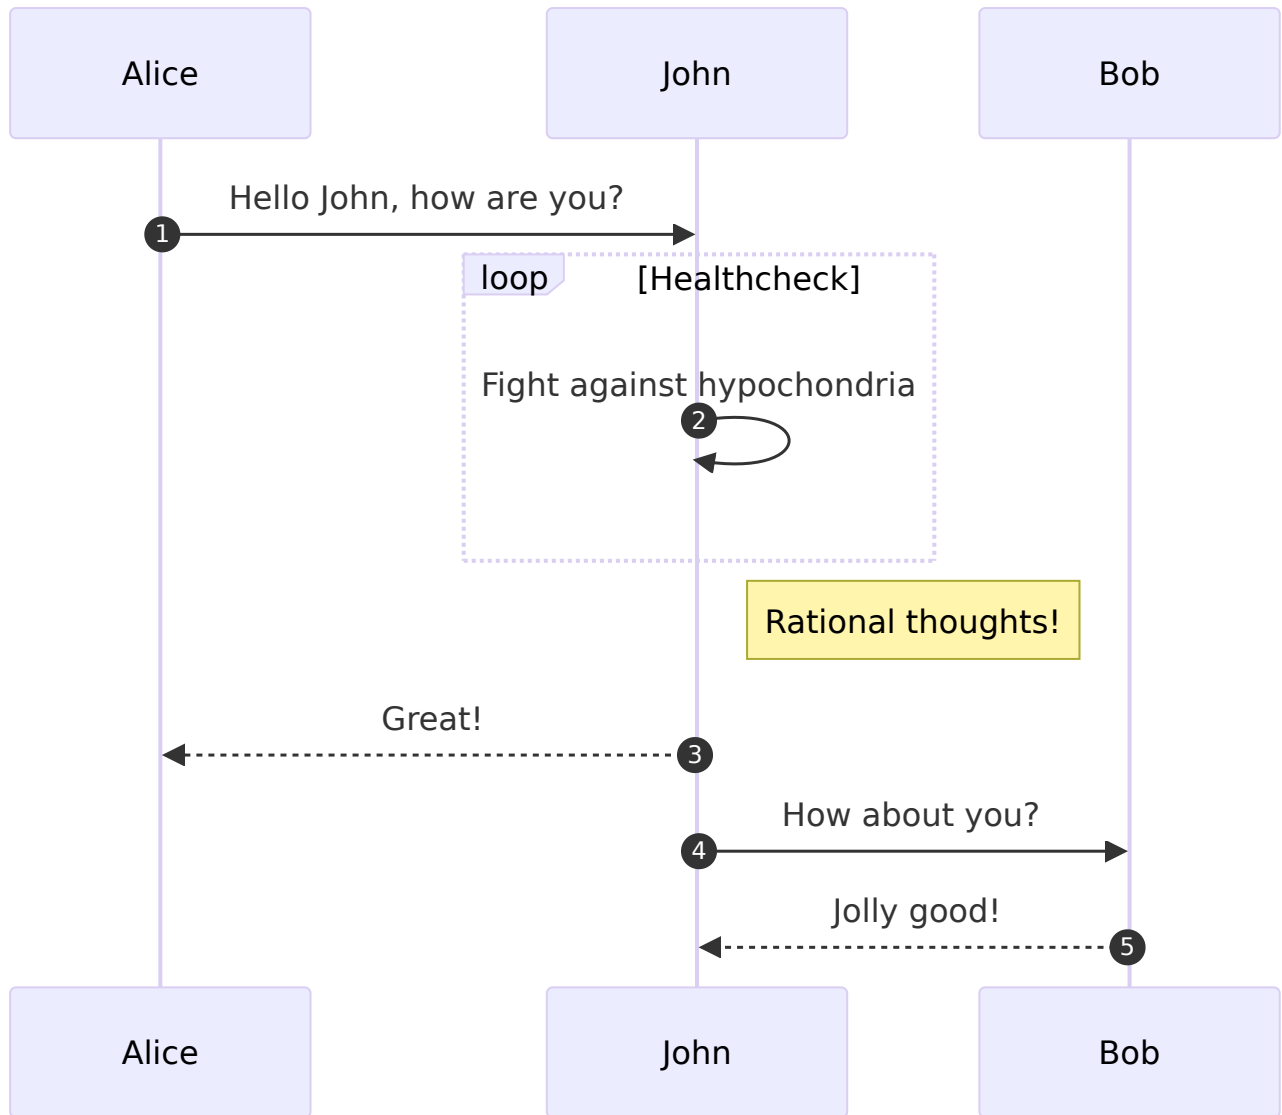 Alice
John
Bob
Hello John, how are you?
1
loop
[Healthcheck]
Fight against hypochondria
2
Rational thoughts!
Great!
3
How about you?
4
Jolly good!
5
Alice
John
Bob